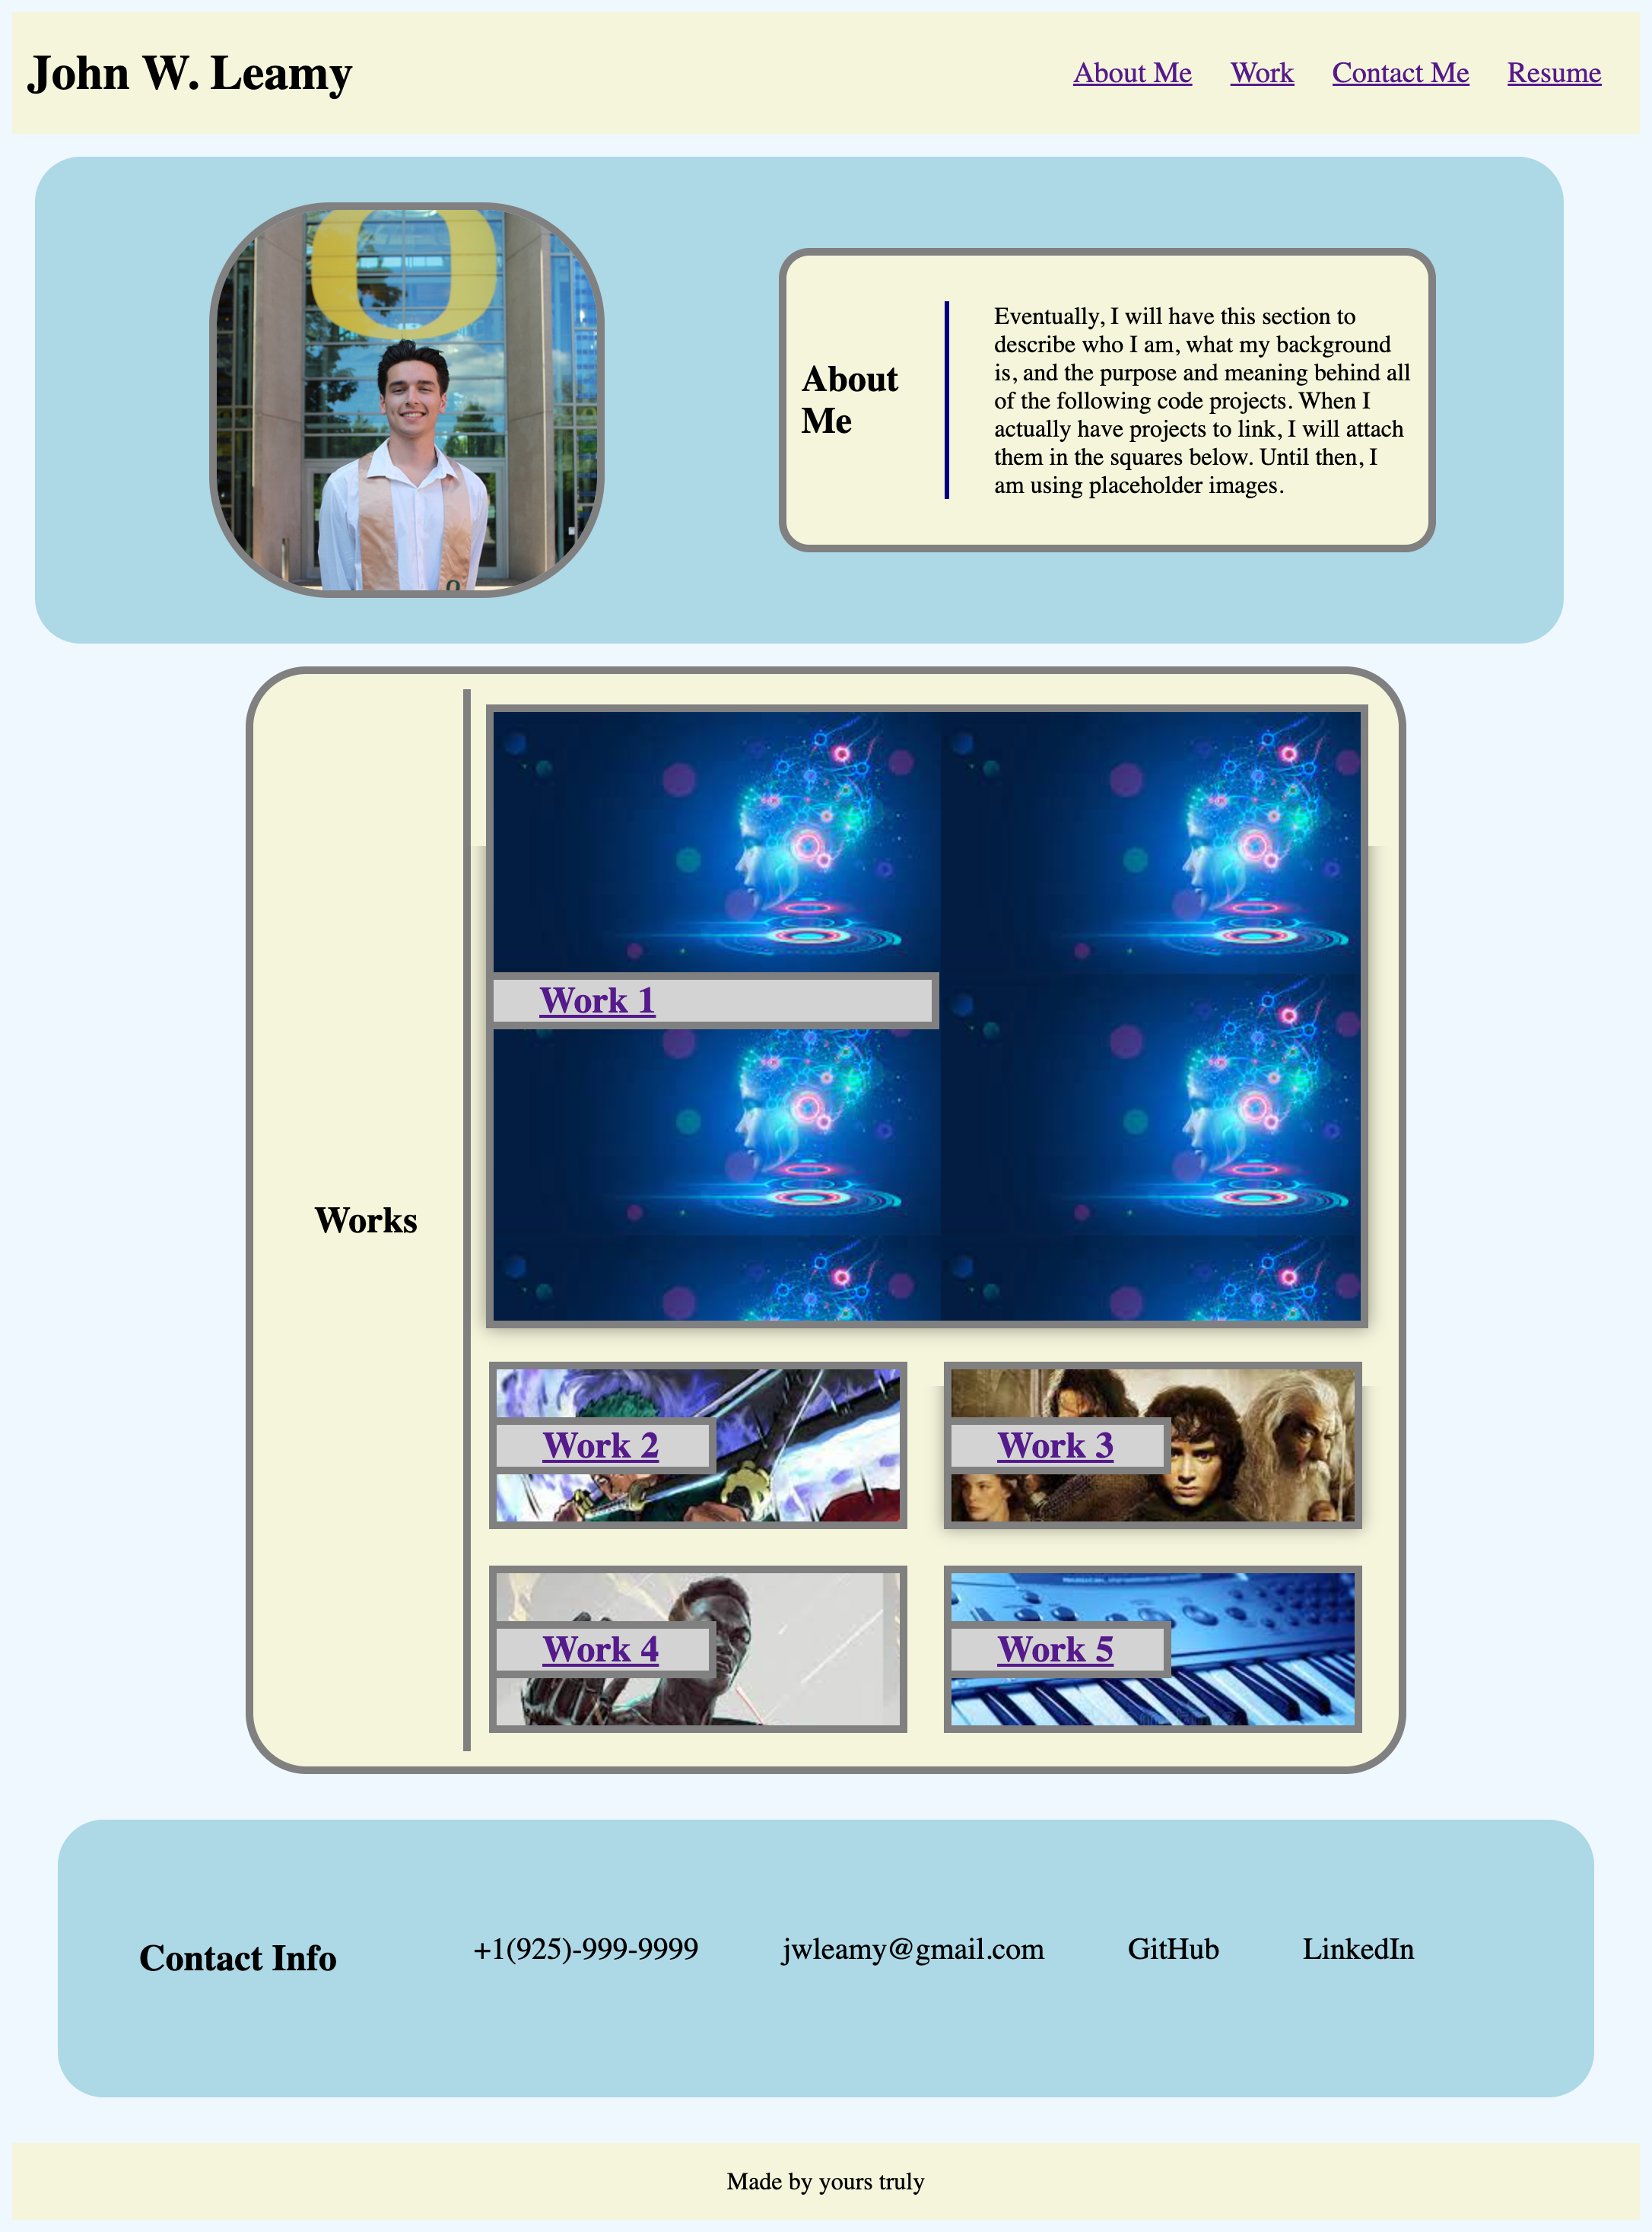 John W. Leamy
About Me Work Contact Me Resume
O
O
About
Me
Eventually, I will have this section to
describe who I am, what my background
is, and the purpose and meaning behind all
of the following code projects. When I
actually have projects to link, I will attach
them in the squares below. Until then, I
am using placeholder images.
Works
Work 1
Work 2
Work 3
Work 4
Work 5
Contact Info
+1(925)-999-9999
jwleamy@gmail.com
GitHub
LinkedIn
Made by yours truly